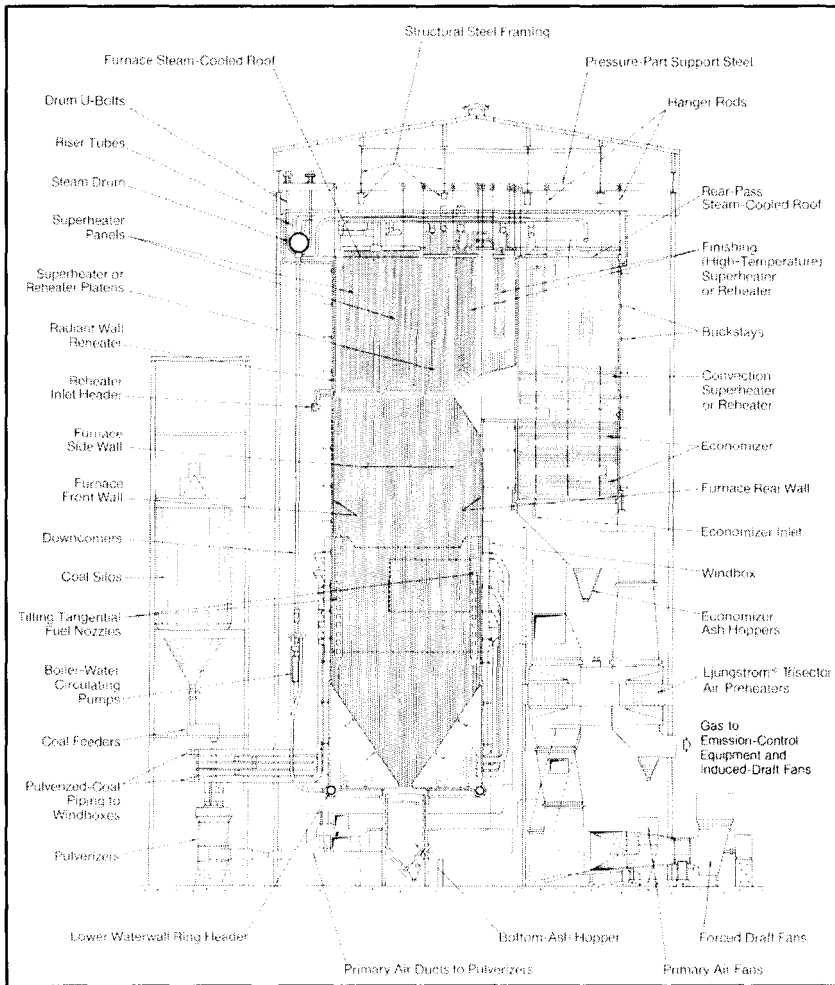 Structural Steel Framing
Furnace Steam-Cooled Roof
Pressure-Part Support Steel
Drum U-Bolts
Hanger Rods
Riser Tubes
Steam Drum
Rear-Pass
Steam-Cooled Roof
Superheater
Panels
Finishing
(High-Temperature)
Superheater
or Reheater
Superheater or
Reheater Platens
Radiant Wall
Reheater
Buckstays
Reheater
Inlet Header
Convection
Superheater
or Reheater
Furnace
Side Wall
Economizer
Furnace
Front Wall
Furnace Rear Wall
Downcomers
Economizer Inlet
Coal Silos
Windbox
Tilting Tangential
Fuel Nozzles
Economizer
Ash Hoppers
Boiler-Water
Circulating
Pumps
Ljungstrom® Trisector
Air Preheaters
Coal Feeders
Gas to
Emission-Control
Equipment and
Induced-Draft Fans
Pulverized-Coal
Piping to
Windboxes
Pulverizers
Lower Waterwall Ring Header
Bottom-Ash Hopper
Forced Draft Fans
Primary Air Ducts to Pulverizers
Primary Air Fans